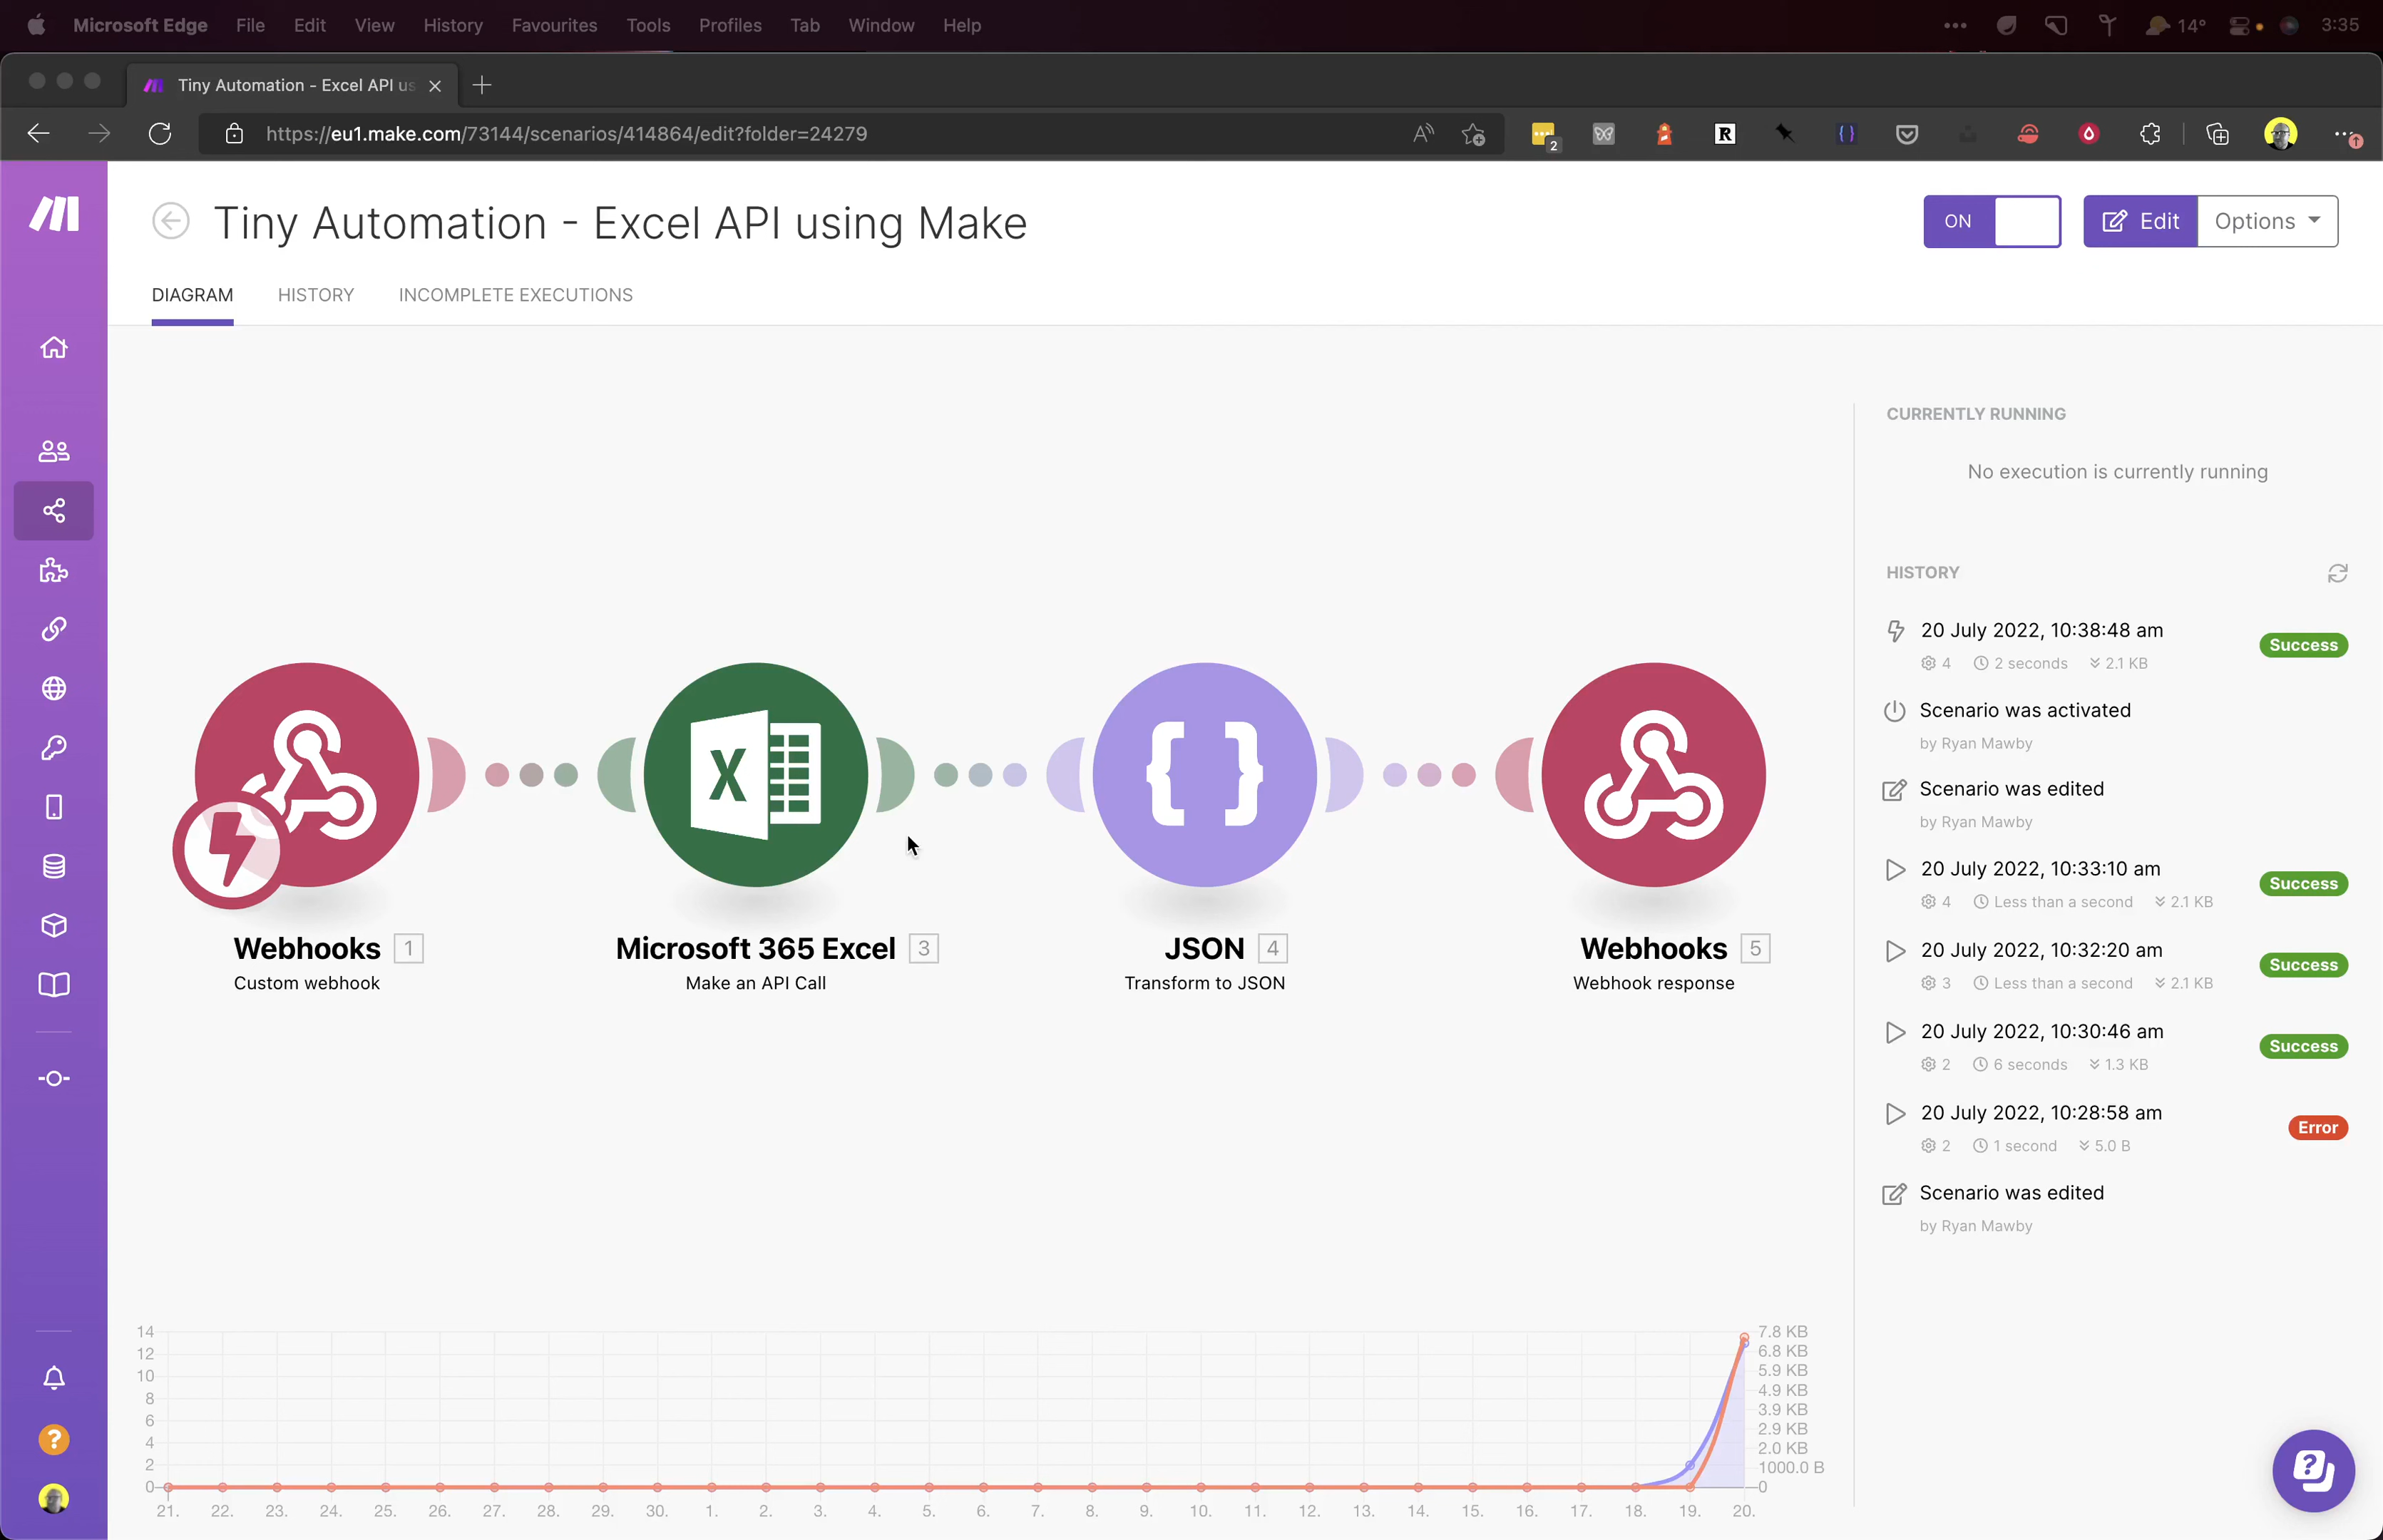 Microsoft Edge File Edit View History Favourites Tools Profiles Tab Window Help 14° 3:35
Tiny Automation - Excel API us
https://eu1.make.com/73144/scenarios/414864/edit?folder=24279
2
Tiny Automation - Excel API using Make
ON
Edit
Options
DIAGRAM
HISTORY
INCOMPLETE EXECUTIONS
Webhooks 1
Custom webhook
Microsoft 365 Excel 3
Make an API Call
JSON 4
Transform to JSON
Webhooks 5
Webhook response
CURRENTLY RUNNING
No execution is currently running
HISTORY
20 July 2022, 10:38:48 am
4 2 seconds 2.1 KB
Success
Scenario was activated
by Ryan Mawby
Scenario was edited
by Ryan Mawby
20 July 2022, 10:33:10 am
4 Less than a second 2.1 KB
Success
20 July 2022, 10:32:20 am
3 Less than a second 2.1 KB
Success
20 July 2022, 10:30:46 am
2 6 seconds 1.3 KB
Success
20 July 2022, 10:28:58 am
2 1 second 5.0 B
Error
Scenario was edited
by Ryan Mawby
14
12
10
8
6
4
2
0
7.8 KB
6.8 KB
5.9 KB
4.9 KB
3.9 KB
2.9 KB
2.0 KB
1000.0 B
0
21. 22. 23. 24. 25. 26. 27. 28. 29. 30. 1. 2. 3. 4. 5. 6. 7. 8. 9. 10. 11. 12. 13. 14. 15. 16. 17. 18. 19. 20.